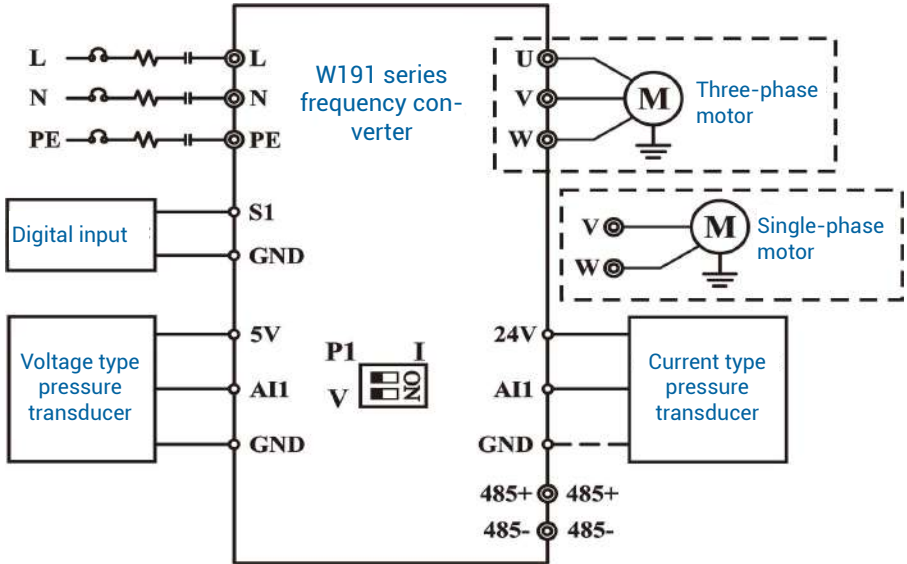 L
L
N
N
PE
PE
W191 series
frequency con-
verter
U
V
W
M
Three-phase
motor
Digital input
S1
GND
V
W
M
Single-phase
motor
Voltage type
pressure
transducer
5V
AI1
GND
P1
I
V
ON
24V
AI1
GND
Current type
pressure
transducer
485+
485+
485-
485-